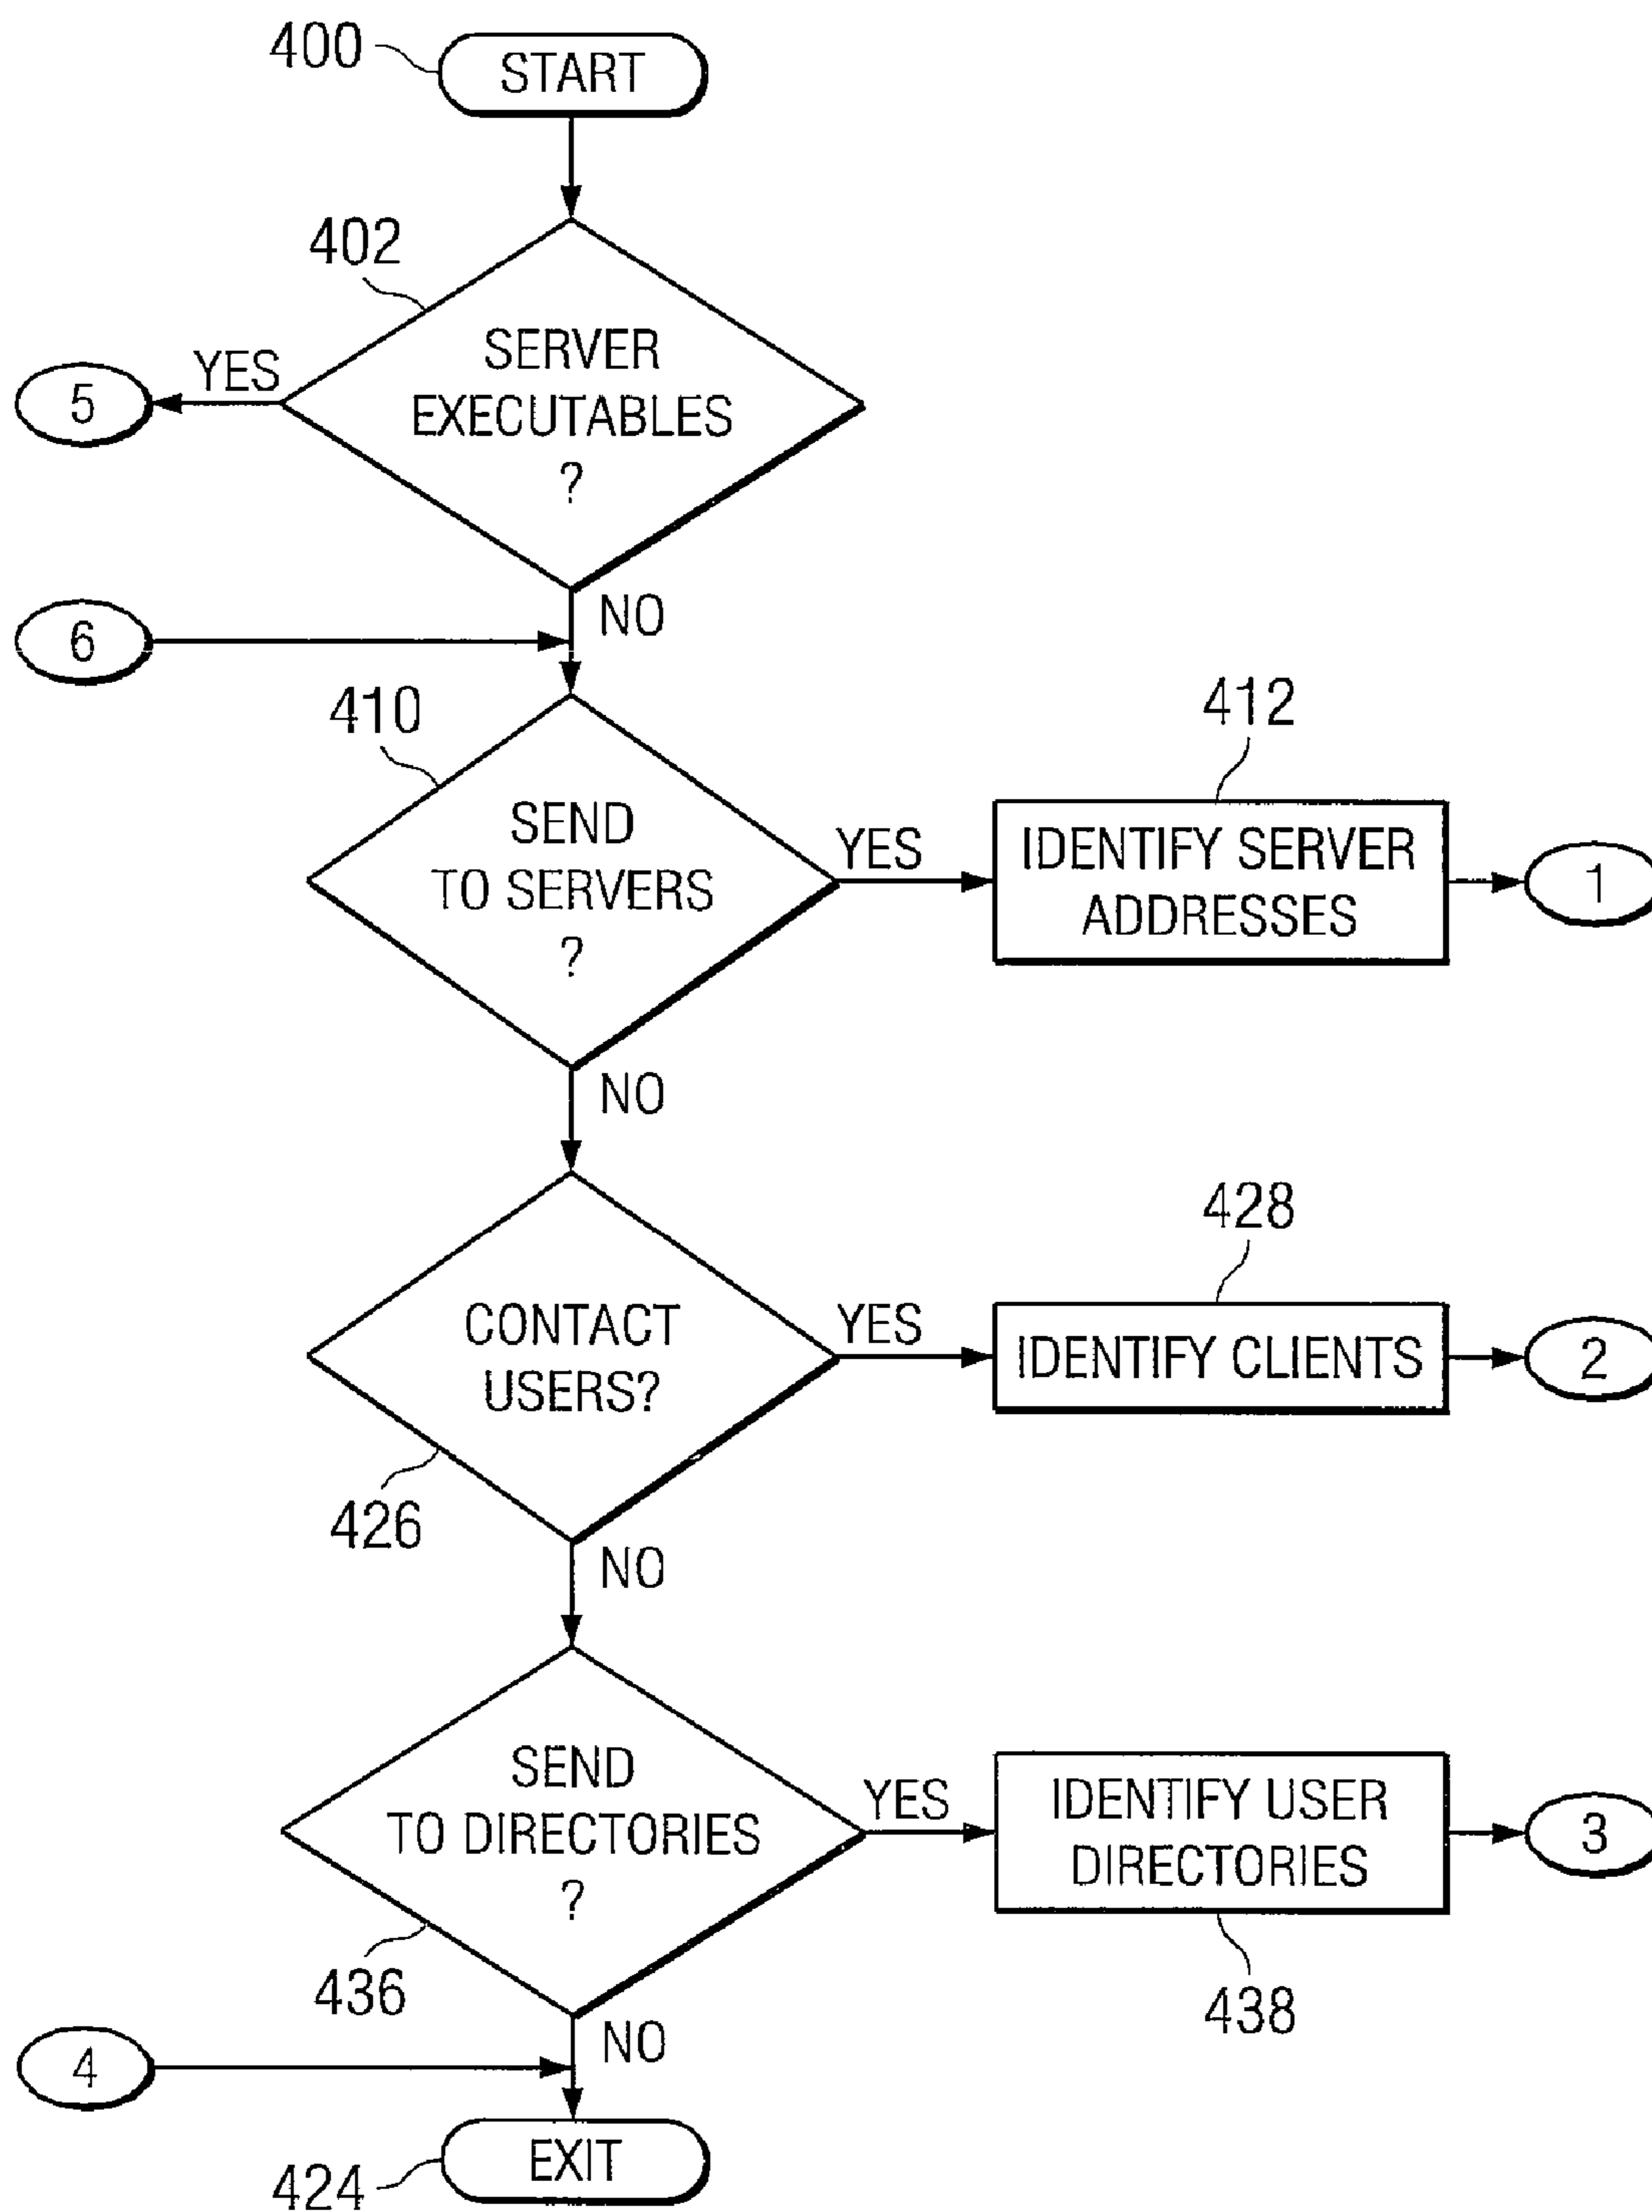 400
START
402
SERVER
EXECUTABLES
?
YES
5
NO
6
410
SEND
TO SERVERS
?
YES
412
IDENTIFY SERVER
ADDRESSES
1
NO
CONTACT
USERS?
426
YES
428
IDENTIFY CLIENTS
2
NO
SEND
TO DIRECTORIES
?
436
YES
IDENTIFY USER
DIRECTORIES
438
3
NO
4
EXIT
424